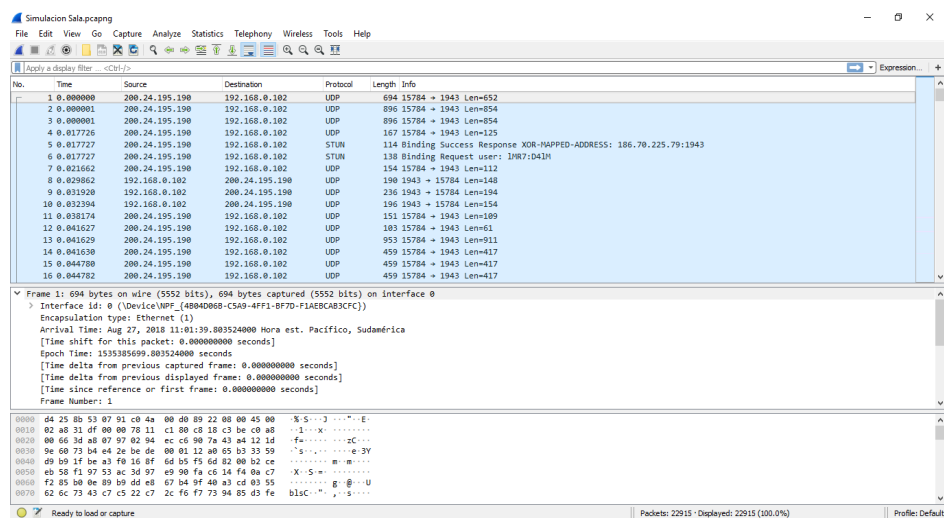 Simulacion Sala.pcapng
File Edit View Go Capture Analyze Statistics Telephony Wireless Tools Help
Apply a display filter ... <Ctrl-/>
Expression... +
No. Time Source Destination Protocol Length Info
1 0.000000 200.24.195.190 192.168.0.102 UDP 694 15784 → 1943 Len=652
2 0.000001 200.24.195.190 192.168.0.102 UDP 896 15784 → 1943 Len=854
3 0.000001 200.24.195.190 192.168.0.102 UDP 896 15784 → 1943 Len=854
4 0.017726 200.24.195.190 192.168.0.102 UDP 167 15784 → 1943 Len=125
5 0.017727 200.24.195.190 192.168.0.102 STUN 114 Binding Success Response XOR-MAPPED-ADDRESS: 186.70.225.79:1943
6 0.017727 200.24.195.190 192.168.0.102 STUN 138 Binding Request user: lMR7:D4lM
7 0.021662 200.24.195.190 192.168.0.102 UDP 154 15784 → 1943 Len=112
8 0.029862 192.168.0.102 200.24.195.190 UDP 190 1943 → 15784 Len=148
9 0.031920 192.168.0.102 200.24.195.190 UDP 236 1943 → 15784 Len=194
10 0.032394 192.168.0.102 200.24.195.190 UDP 196 1943 → 15784 Len=154
11 0.038174 200.24.195.190 192.168.0.102 UDP 151 15784 → 1943 Len=109
12 0.041627 200.24.195.190 192.168.0.102 UDP 103 15784 → 1943 Len=61
13 0.041629 200.24.195.190 192.168.0.102 UDP 953 15784 → 1943 Len=911
14 0.041630 200.24.195.190 192.168.0.102 UDP 459 15784 → 1943 Len=417
15 0.044780 200.24.195.190 192.168.0.102 UDP 459 15784 → 1943 Len=417
16 0.044782 200.24.195.190 192.168.0.102 UDP 459 15784 → 1943 Len=417
Frame 1: 694 bytes on wire (5552 bits), 694 bytes captured (5552 bits) on interface 0
Interface id: 0 (\Device\NPF_{4B04D06B-C5A9-4FF1-BF7D-F1AEBCAB3CFC})
Encapsulation type: Ethernet (1)
Arrival Time: Aug 27, 2018 11:01:39.803524000 Hora est. Pacífico, Sudamérica
[Time shift for this packet: 0.000000000 seconds]
Epoch Time: 1535385699.803524000 seconds
[Time delta from previous captured frame: 0.000000000 seconds]
[Time delta from previous displayed frame: 0.000000000 seconds]
[Time since reference or first frame: 0.000000000 seconds]
Frame Number: 1
0000 d4 25 8b 53 07 91 c0 4a 00 d0 89 22 08 00 45 00 ·%·S···J ···"··E·
0010 02 a8 31 df 00 00 78 11 c1 80 c8 18 c3 be c0 a8 ··1···x· ········
0020 00 66 3d a8 07 97 02 94 ec c6 90 7a 43 a4 12 1d ·f=····· ···zC···
0030 9e 60 73 b4 e4 2e be de 00 01 12 a0 65 b3 33 59 ·`s··.·· ····e·3Y
0040 d9 b9 1f be a3 f0 16 8f 6d b5 f5 6d 82 00 b2 ce ········ m··m····
0050 eb 58 f1 97 53 ac 3d 97 e9 90 fa c6 14 f4 0a c7 ·X··S·=· ········
0060 f2 85 b0 0e 89 b9 dd e8 67 b4 9f 40 a3 cd 03 55 ········ g··@···U
0070 62 6c 73 43 c7 c5 22 c7 2c f6 f7 73 94 85 d3 fe blsC··"· ,··s····
Ready to load or capture
Packets: 22915 · Displayed: 22915 (100.0%)
Profile: Default